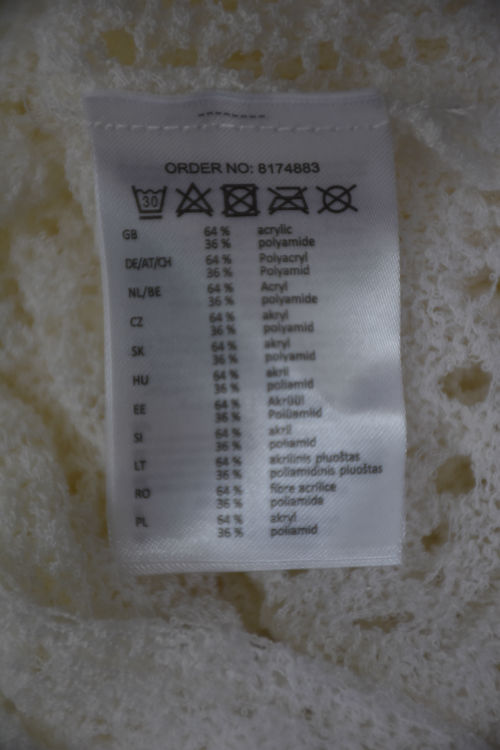 ORDER NO: 8174883
30
GB 64 % acrylic
36 % polyamide
DE/AT/CH 64 % Polyacryl
36 % Polyamid
NL/BE 64 % Acryl
36 % polyamide
CZ 64 % akryl
36 % polyamid
SK 64 % akryl
36 % polyamid
HU 64 % akril
36 % poliamid
EE 64 % Akrüül
36 % Polüamiid
SI 64 % akril
36 % poliamid
LT 64 % akrilinis pluoštas
36 % poliamidinis pluoštas
RO 64 % fibre acrilice
36 % poliamida
PL 64 % akryl
36 % poliamid